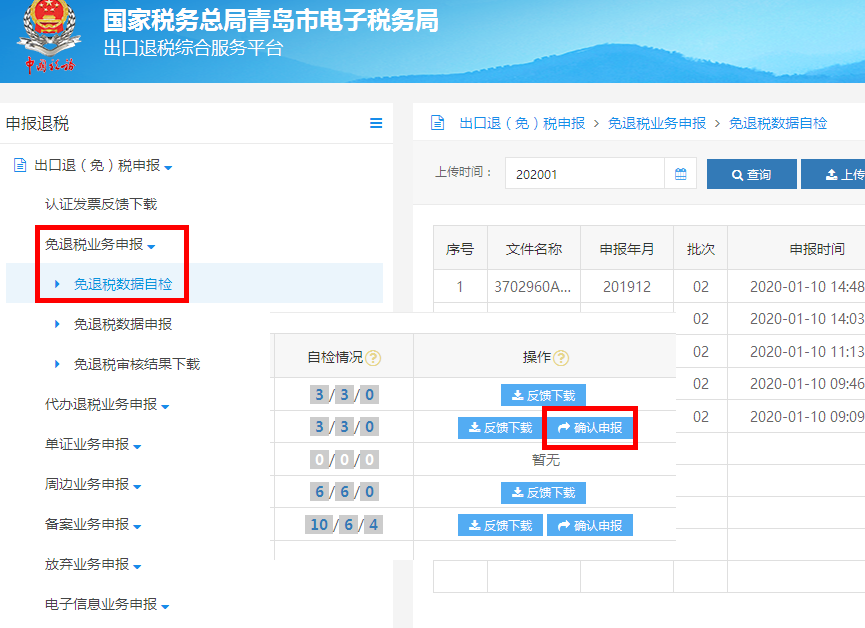 国家税务总局青岛市电子税务局
出口退税综合服务平台
中国税务
申报退税
出口退（免）税申报
认证发票反馈下载
免退税业务申报
免退税数据自检
免退税数据申报
免退税审核结果下载
代办退税业务申报
单证业务申报
周边业务申报
备案业务申报
放弃业务申报
电子信息业务申报
出口退（免）税申报 > 免退税业务申报 > 免退税数据自检
上传时间： 202001 查询 上传
序号 文件名称 申报年月 批次 申报时间
1 3702960A... 201912 02 2020-01-10 14:48
02 2020-01-10 14:03
02 2020-01-10 11:13
02 2020-01-10 09:46
02 2020-01-10 09:09
自检情况? 操作?
3/3/0 反馈下载
3/3/0 反馈下载 确认申报
0/0/0 暂无
6/6/0 反馈下载
10/6/4 反馈下载 确认申报